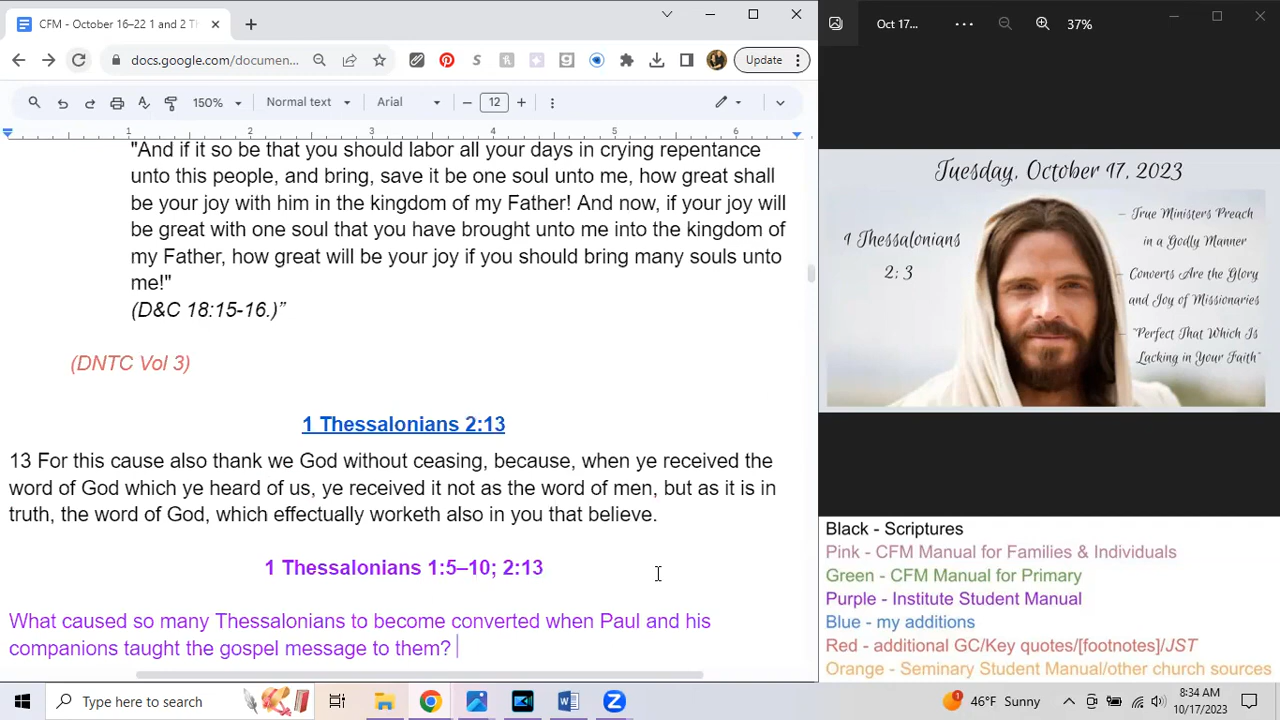 CFM - October 16–22 1 and 2 Th
docs.google.com/documen...
Update
150%
Normal text
Arial
12
1
2
3
4
5
6
"And if it so be that you should labor all your days in crying repentance
unto this people, and bring, save it be one soul unto me, how great shall
be your joy with him in the kingdom of my Father! And now, if your joy will
be great with one soul that you have brought unto me into the kingdom of
my Father, how great will be your joy if you should bring many souls unto
me!"
(D&C 18:15-16.)”
(DNTC Vol 3)
1 Thessalonians 2:13
13 For this cause also thank we God without ceasing, because, when ye received the
word of God which ye heard of us, ye received it not as the word of men, but as it is in
truth, the word of God, which effectually worketh also in you that believe.
1 Thessalonians 1:5–10; 2:13
What caused so many Thessalonians to become converted when Paul and his
companions taught the gospel message to them?
Oct 17...
37%
Tuesday, October 17, 2023
1 Thessalonians
2; 3
– True Ministers Preach
in a Godly Manner
– Converts Are the Glory
and Joy of Missionaries
– "Perfect That Which Is
Lacking in Your Faith"
Black - Scriptures
Pink - CFM Manual for Families & Individuals
Green - CFM Manual for Primary
Purple - Institute Student Manual
Blue - my additions
Red - additional GC/Key quotes/[footnotes]/JST
Orange - Seminary Student Manual/other church sources
Type here to search
1
46°F Sunny
8:34 AM
10/17/2023